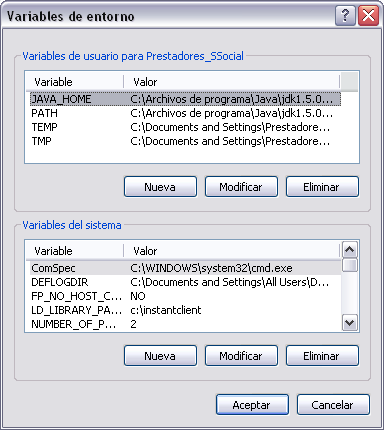 Variables de entorno
Variables de usuario para Prestadores_SSocial
Variable Valor
JAVA_HOME C:\Archivos de programa\Java\jdk1.5.0...
PATH C:\Archivos de programa\Java\jdk1.5.0...
TEMP C:\Documents and Settings\Prestadore...
TMP C:\Documents and Settings\Prestadore...
Nueva Modificar Eliminar
Variables del sistema
Variable Valor
ComSpec C:\WINDOWS\system32\cmd.exe
DEFLOGDIR C:\Documents and Settings\All Users\D...
FP_NO_HOST_C... NO
LD_LIBRARY_PA... c:\instantclient
NUMBER_OF_P... 2
Nueva Modificar Eliminar
Aceptar Cancelar